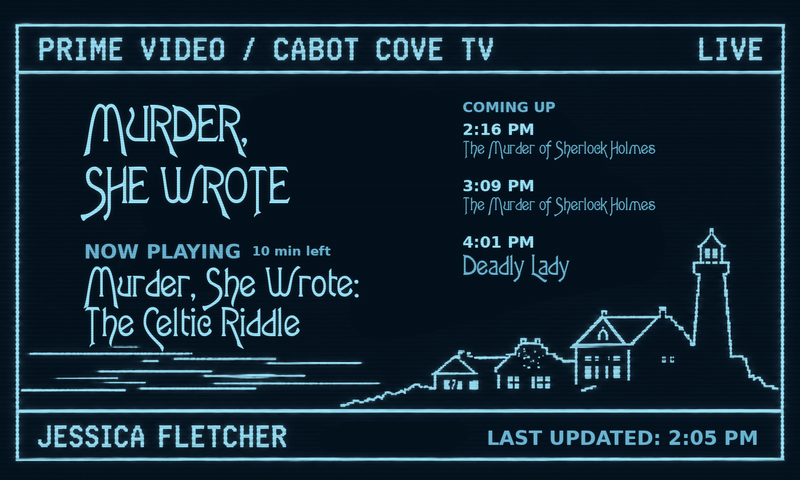 PRIME VIDEO / CABOT COVE TV
LIVE
MURDER,
SHE WROTE
NOW PLAYING 10 min left
Murder, She Wrote:
The Celtic Riddle
COMING UP
2:16 PM
The Murder of Sherlock Holmes
3:09 PM
The Murder of Sherlock Holmes
4:01 PM
Deadly Lady
JESSICA FLETCHER
LAST UPDATED: 2:05 PM